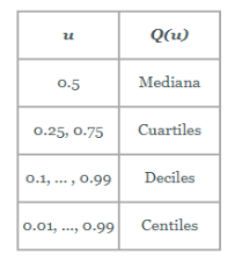 u Q(u)
0.5 Mediana
0.25, 0.75 Cuartiles
0.1, ... , 0.99 Deciles
0.01, ..., 0.99 Centiles